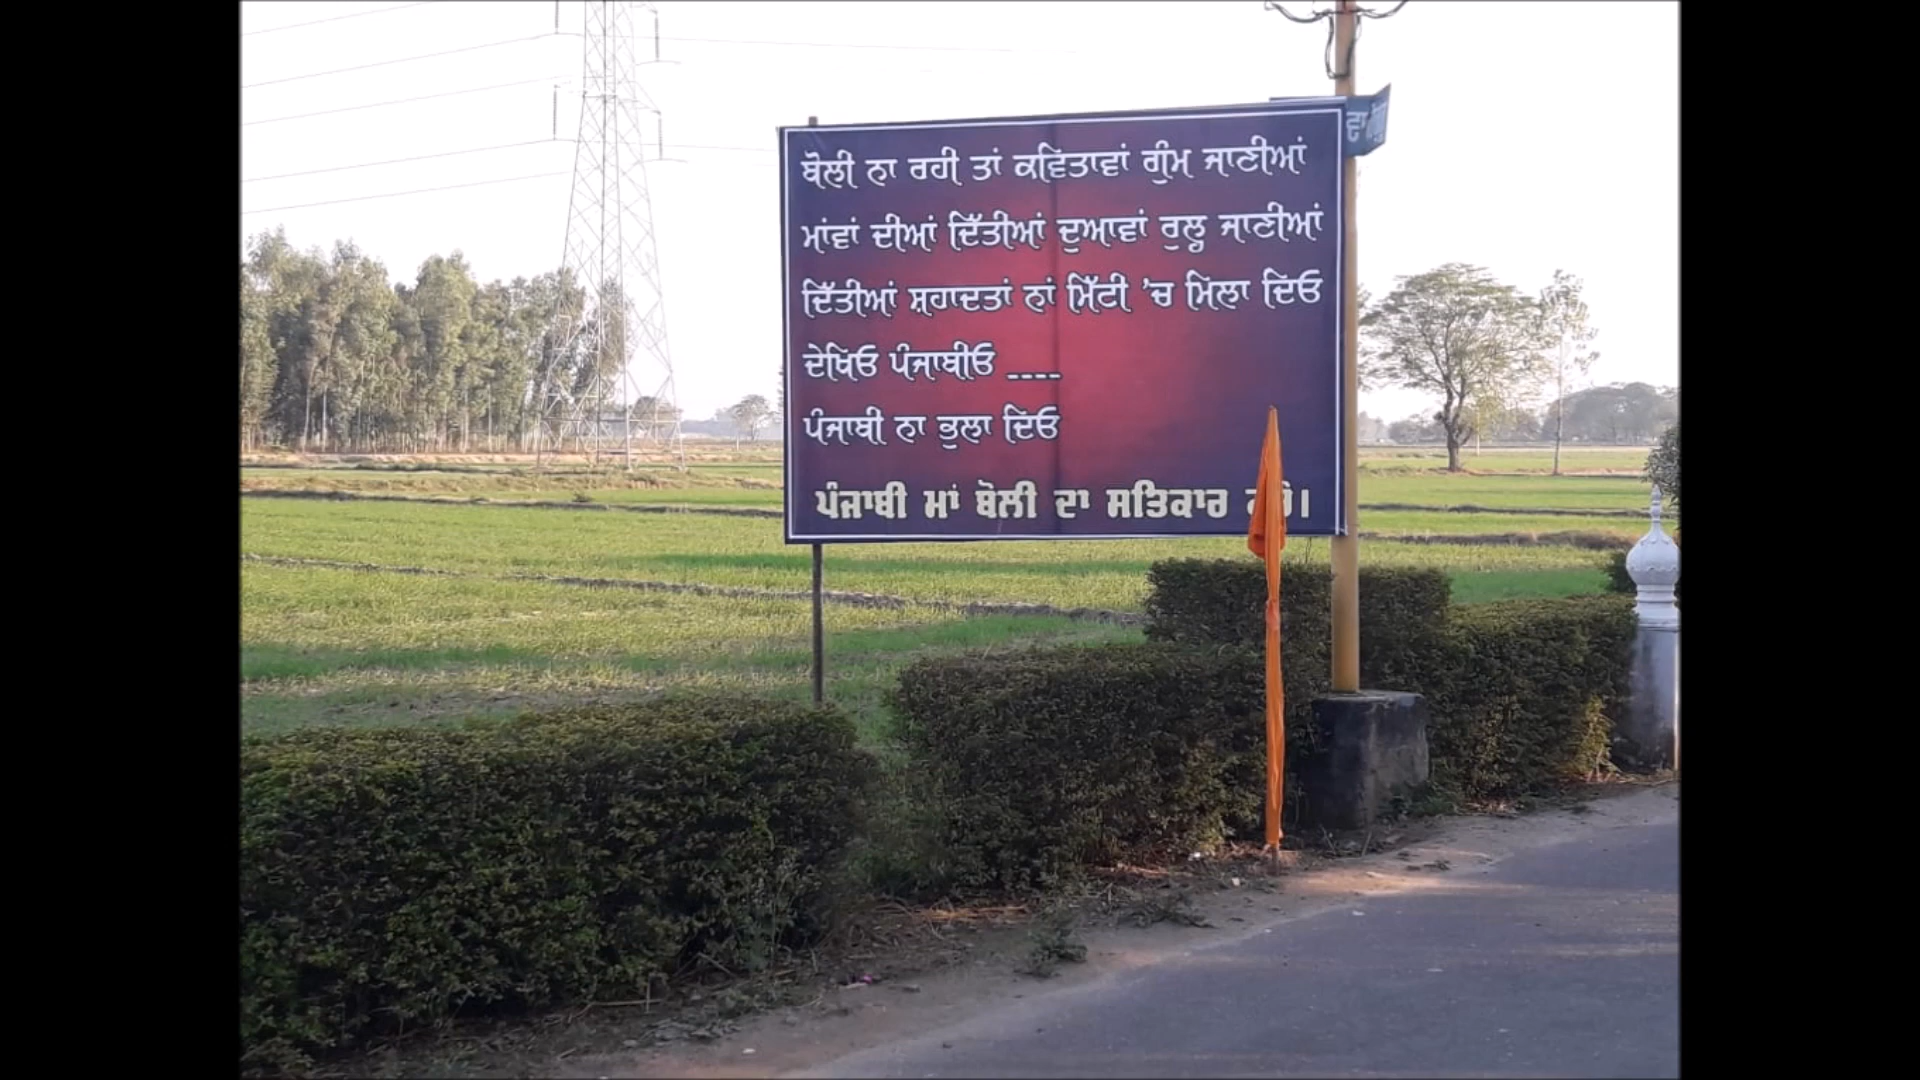 ਬੋਲੀ ਨਾ ਰਹੀ ਤਾਂ ਕਵਿਤਾਵਾਂ ਗੁੰਮ ਜਾਣੀਆਂ
ਮਾਂਵਾਂ ਦੀਆਂ ਦਿੱਤੀਆਂ ਦੁਆਵਾਂ ਰੁਲ੍ਹ ਜਾਣੀਆਂ
ਦਿੱਤੀਆਂ ਸ਼ਹਾਦਤਾਂ ਨਾਂ ਮਿੱਟੀ 'ਚ ਮਿਲਾ ਦਿਓ
ਦੇਖਿਓ ਪੰਜਾਬੀਓ ____
ਪੰਜਾਬੀ ਨਾ ਭੁਲਾ ਦਿਓ
ਪੰਜਾਬੀ ਮਾਂ ਬੋਲੀ ਦਾ ਸਤਿਕਾਰ